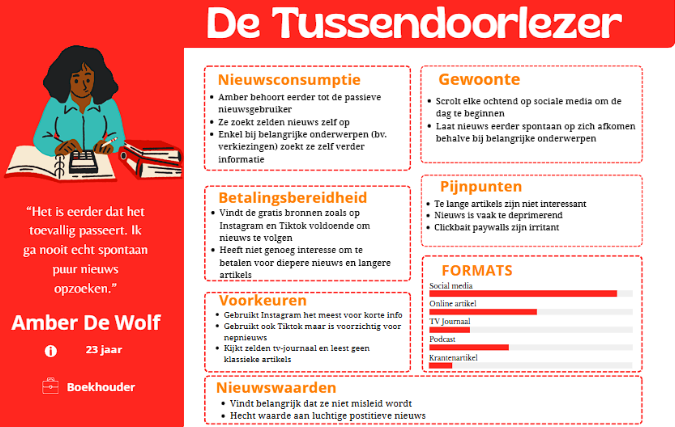 De Tussendoorlezer
“Het is eerder dat het
toevallig passeert. Ik
ga nooit echt spontaan
puur nieuws
opzoeken.”
Amber De Wolf
23 jaar
Boekhouder
Nieuwsconsumptie
• Amber behoort eerder tot de passieve
nieuwsgebruiker
• Ze zoekt zelden nieuws zelf op
• Enkel bij belangrijke onderwerpen (bv.
verkiezingen) zoekt ze zelf verder
informatie
Gewoonte
• Scrolt elke ochtend op sociale media om de
dag te beginnen
• Laat nieuws eerder spontaan op zich afkomen
behalve bij belangrijke onderwerpen
Betalingsbereidheid
• Vindt de gratis bronnen zoals op
Instagram en Tiktok voldoende om
nieuws te volgen
• Heeft niet genoeg interesse om te
betalen voor diepere nieuws en langere
artikels
Pijnpunten
• Te lange artikels zijn niet interessant
• Nieuws is vaak te deprimerend
• Clickbait paywalls zijn irritant
Voorkeuren
• Gebruikt Instagram het meest voor korte info
• Gebruikt ook Tiktok maar is voorzichtig voor
nepnieuws
• Kijkt zelden tv-journaal en leest geen
klassieke artikels
FORMATS
Social media
Online artikel
TV Journaal
Podcast
Krantenartikel
Nieuwswaarden
• Vindt belangrijk dat ze niet misleid wordt
• Hecht waarde aan luchtige postitieve nieuws